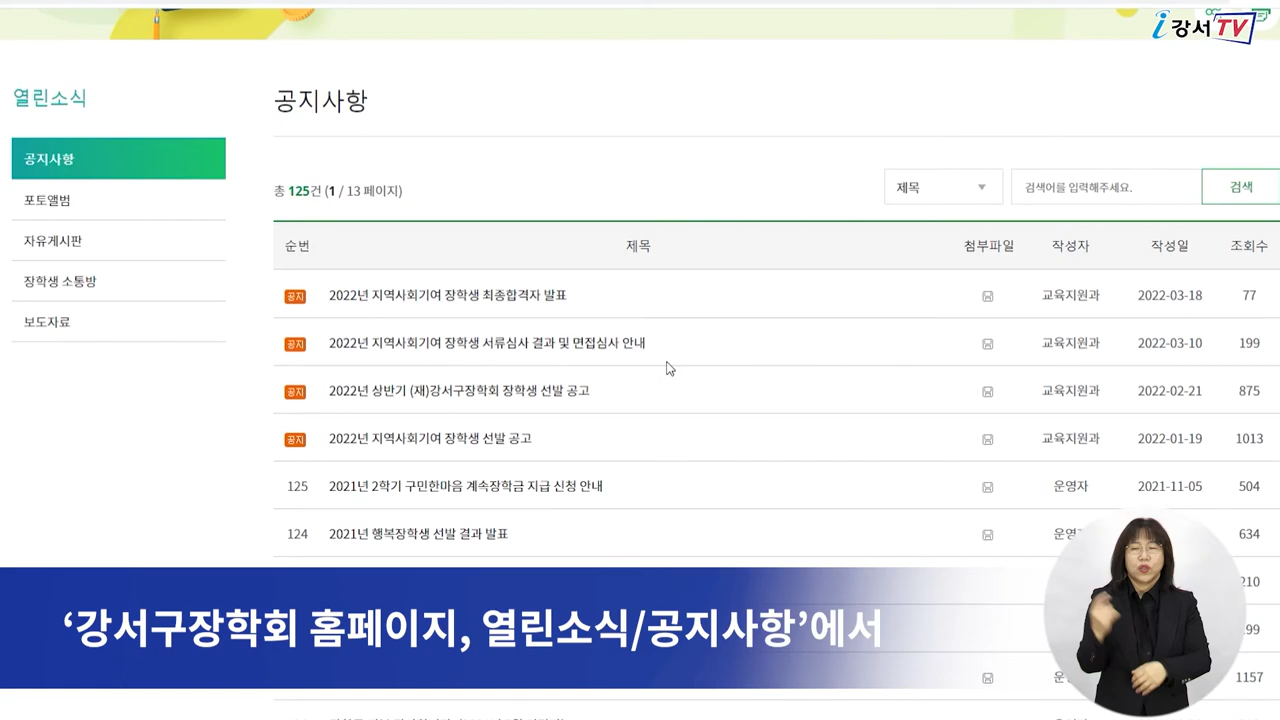 i강서TV
열린소식
공지사항
포토앨범
자유게시판
장학생 소통방
보도자료
공지사항
총 125건 (1 / 13 페이지)
제목
검색어를 입력해주세요.
검색
순번 제목 첨부파일 작성자 작성일 조회수
공지 2022년 지역사회기여 장학생 최종합격자 발표 교육지원과 2022-03-18 77
공지 2022년 지역사회기여 장학생 서류심사 결과 및 면접심사 안내 교육지원과 2022-03-10 199
공지 2022년 상반기 (재)강서구장학회 장학생 선발 공고 교육지원과 2022-02-21 875
공지 2022년 지역사회기여 장학생 선발 공고 교육지원과 2022-01-19 1013
125 2021년 2학기 구민한마음 계속장학금 지급 신청 안내 운영자 2021-11-05 504
124 2021년 행복장학생 선발 결과 발표 634
1157
‘강서구장학회 홈페이지, 열린소식/공지사항’에서